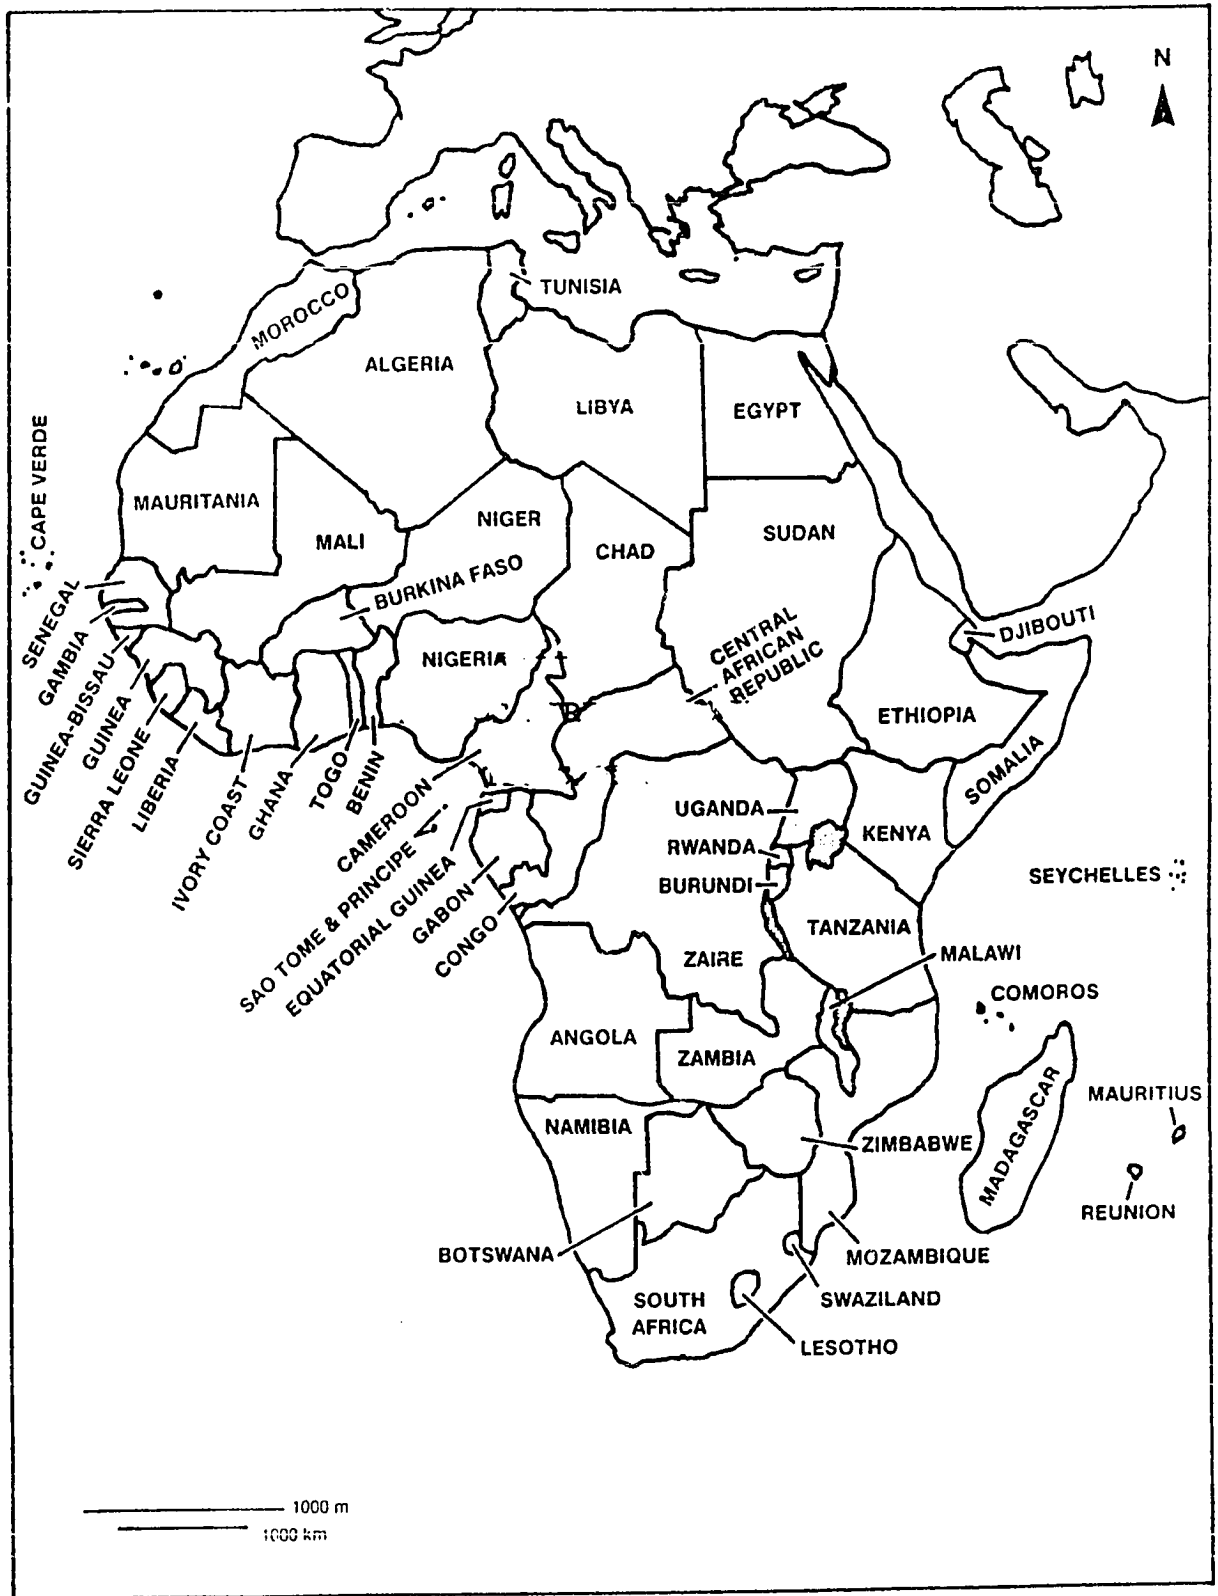 N
TUNISIA
MOROCCO
ALGERIA
LIBYA
EGYPT
CAPE VERDE
MAURITANIA
MALI
NIGER
CHAD
SUDAN
BURKINA FASO
SENEGAL
GAMBIA
GUINEA-BISSAU
GUINEA
SIERRA LEONE
LIBERIA
IVORY COAST
GHANA
TOGO
BENIN
NIGERIA
CENTRAL
AFRICAN
REPUBLIC
DJIBOUTI
ETHIOPIA
SOMALIA
CAMEROON
SAO TOME & PRINCIPE
EQUATORIAL GUINEA
GABON
CONGO
UGANDA
RWANDA
BURUNDI
KENYA
SEYCHELLES
TANZANIA
ZAIRE
MALAWI
COMOROS
ANGOLA
ZAMBIA
MADAGASCAR
MAURITIUS
NAMIBIA
ZIMBABWE
REUNION
BOTSWANA
MOZAMBIQUE
SWAZILAND
SOUTH
AFRICA
LESOTHO
1000 m
1000 km